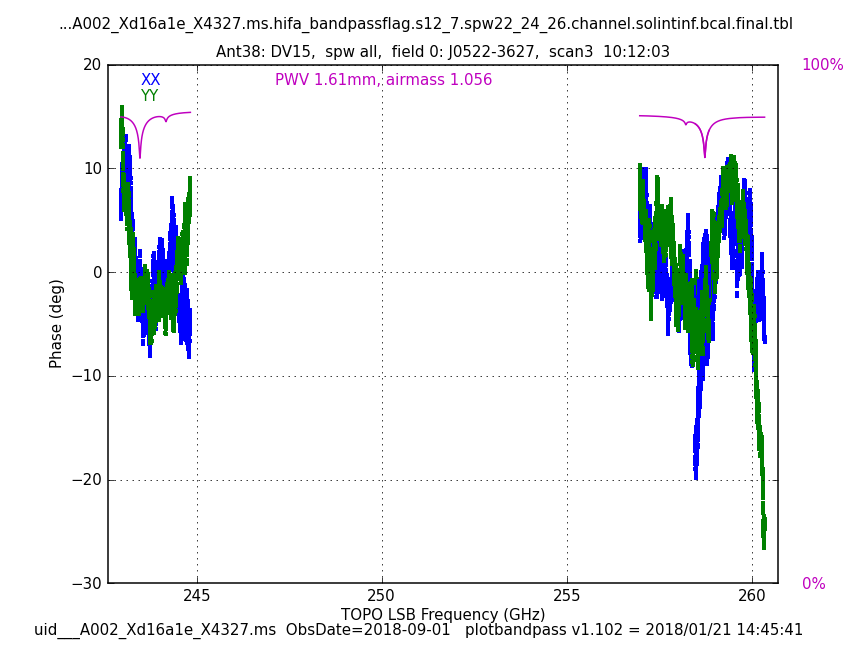 ...A002_Xd16a1e_X4327.ms.hifa_bandpassflag.s12_7.spw22_24_26.channel.solintinf.bcal.final.tbl
Ant38: DV15,  spw all,  field 0: J0522-3627,  scan3  10:12:03
20
100%
XX
PWV 1.61mm, airmass 1.056
YY
10
0
Phase (deg)
−10
−20
−30
0%
245
250
255
260
TOPO LSB Frequency (GHz)
uid___A002_Xd16a1e_X4327.ms  ObsDate=2018-09-01   plotbandpass v1.102 = 2018/01/21 14:45:41